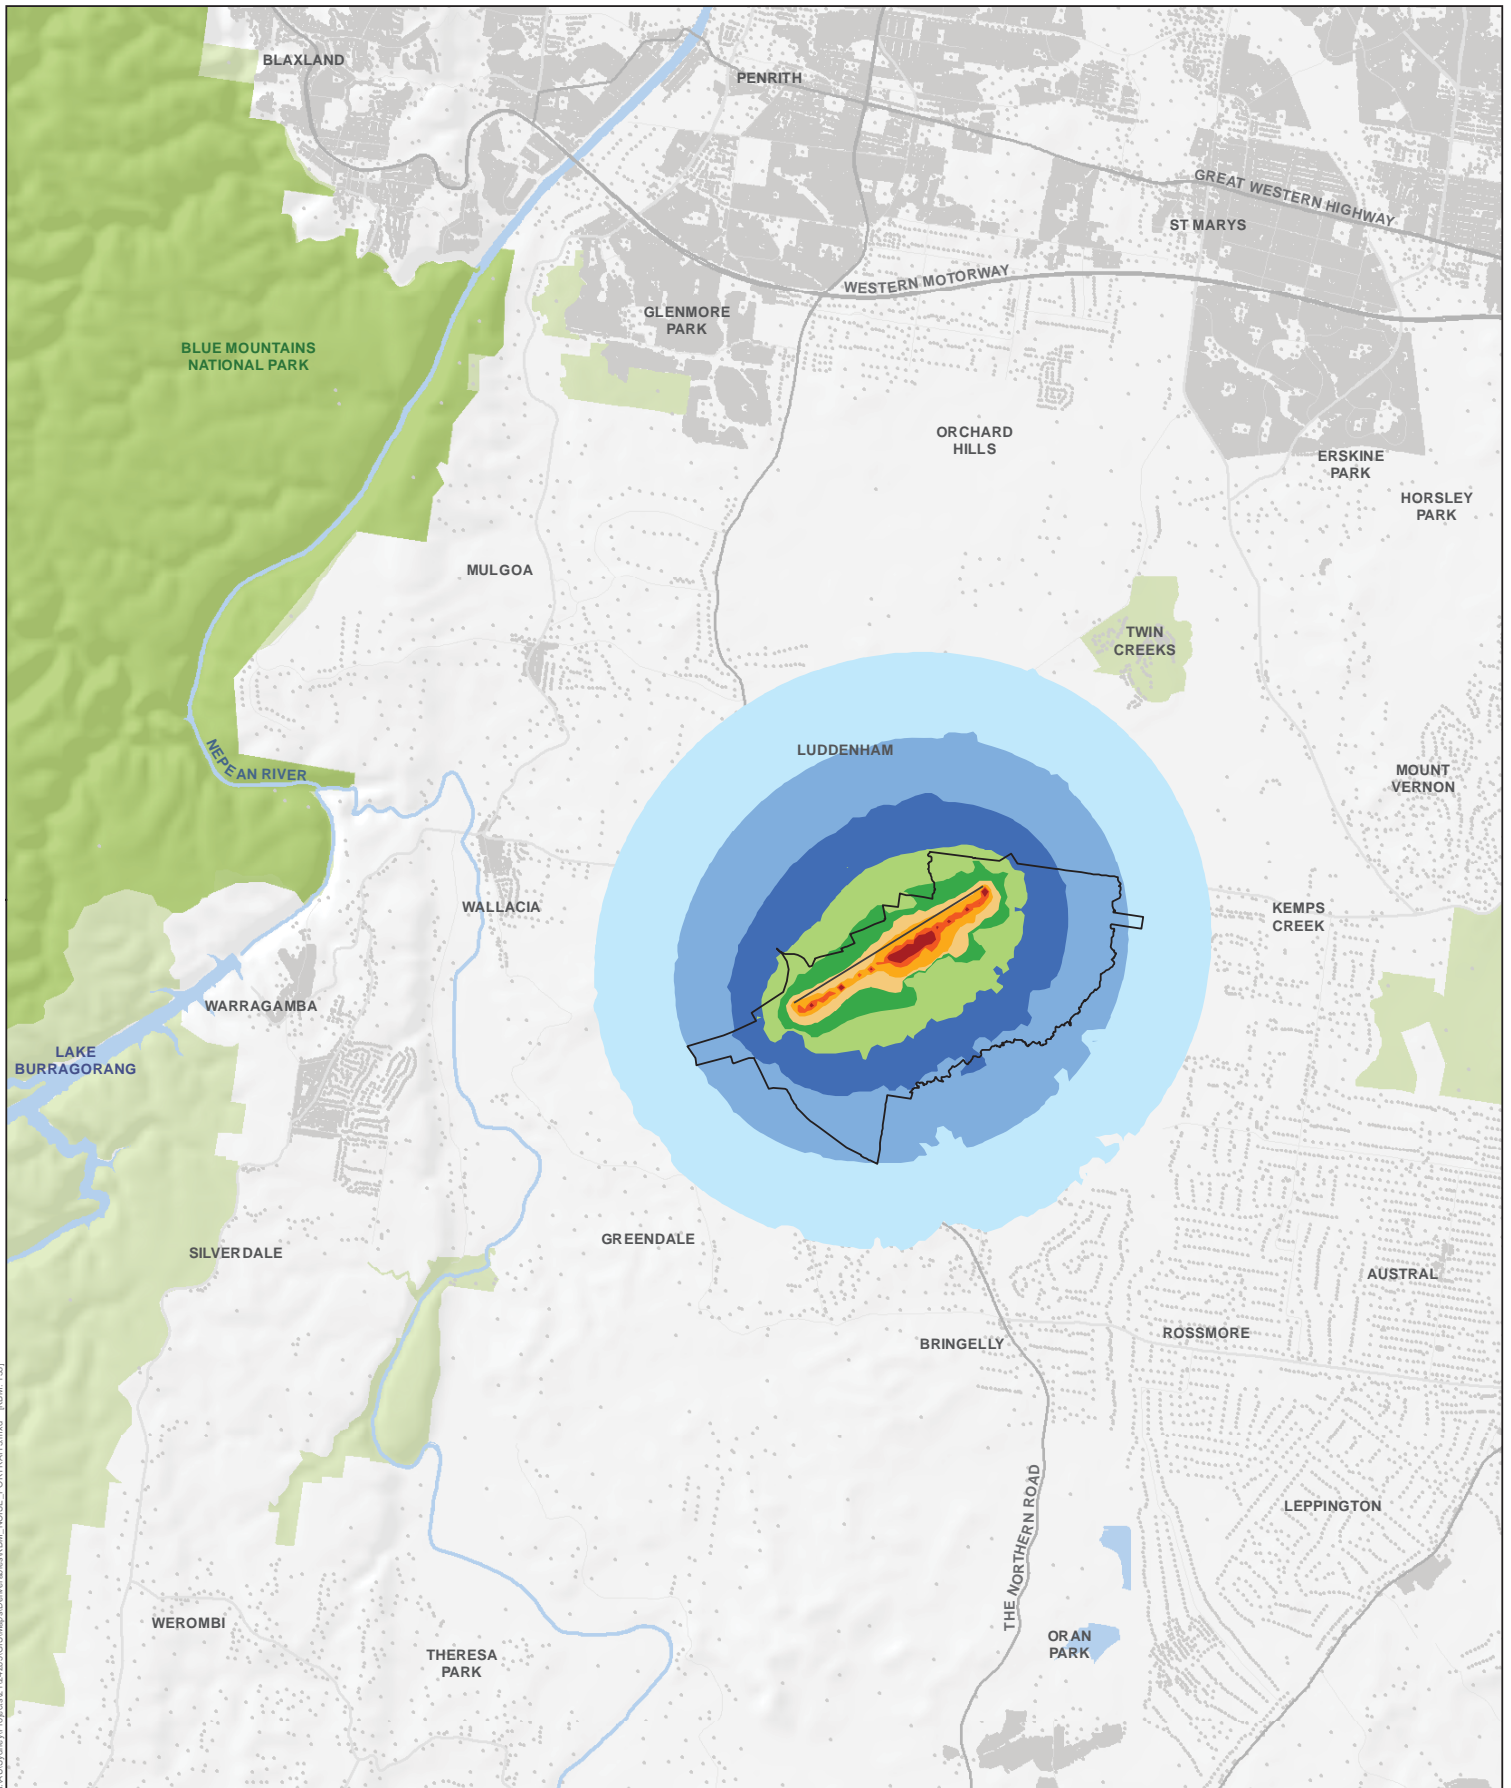 BLAXLAND
PENRITH
GREAT WESTERN HIGHWAY
ST MARYS
WESTERN MOTORWAY
GLENMORE
PARK
BLUE MOUNTAINS
NATIONAL PARK
ORCHARD
HILLS
ERSKINE
PARK
HORSLEY
PARK
MULGOA
TWIN
CREEKS
LUDDENHAM
NEPEAN RIVER
MOUNT
VERNON
WALLACIA
KEMPS
CREEK
WARRAGAMBA
LAKE
BURRAGORANG
GREENDALE
SILVERDALE
AUSTRAL
ROSSMORE
BRINGELLY
THE NORTHERN ROAD
LEPPINGTON
WEROMBI
ORAN
PARK
THERESA
PARK